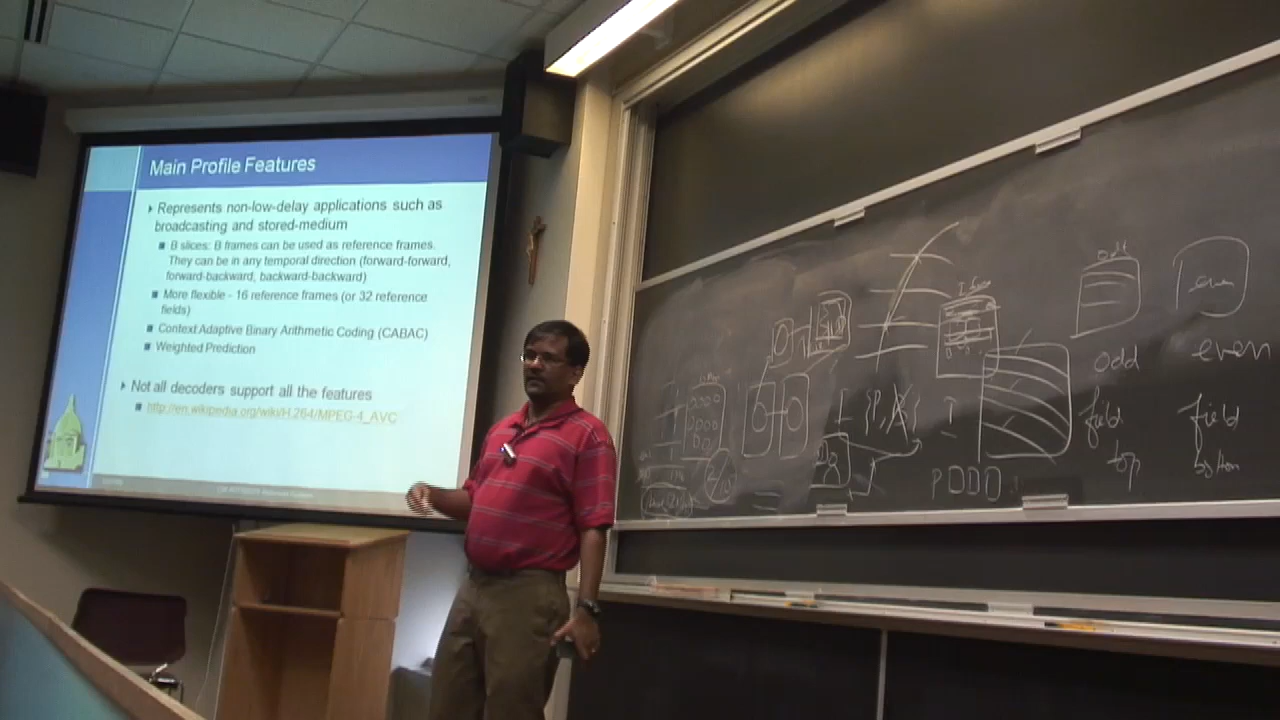 Main Profile Features
Represents non-low-delay applications such as
broadcasting and stored-medium
B slices: B frames can be used as reference frames.
They can be in any temporal direction (forward-forward,
forward-backward, backward-backward)
More flexible - 16 reference frames (or 32 reference
fields)
Context Adaptive Binary Arithmetic Coding (CABAC)
Weighted Prediction
Not all decoders support all the features
http://en.wikipedia.org/wiki/H.264/MPEG-4_AVC
odd
even
odd
even
field
field
top
bottom